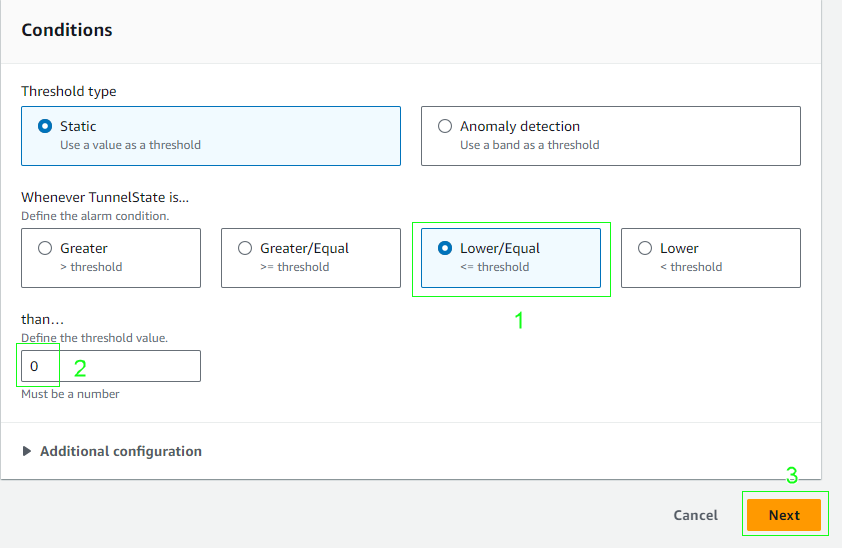 Conditions
Threshold type
Static
Use a value as a threshold
Anomaly detection
Use a band as a threshold
Whenever TunnelState is...
Define the alarm condition.
Greater
> threshold
Greater/Equal
>= threshold
Lower/Equal
<= threshold
Lower
< threshold
1
than…
Define the threshold value.
0
2
Must be a number
Additional configuration
3
Cancel
Next